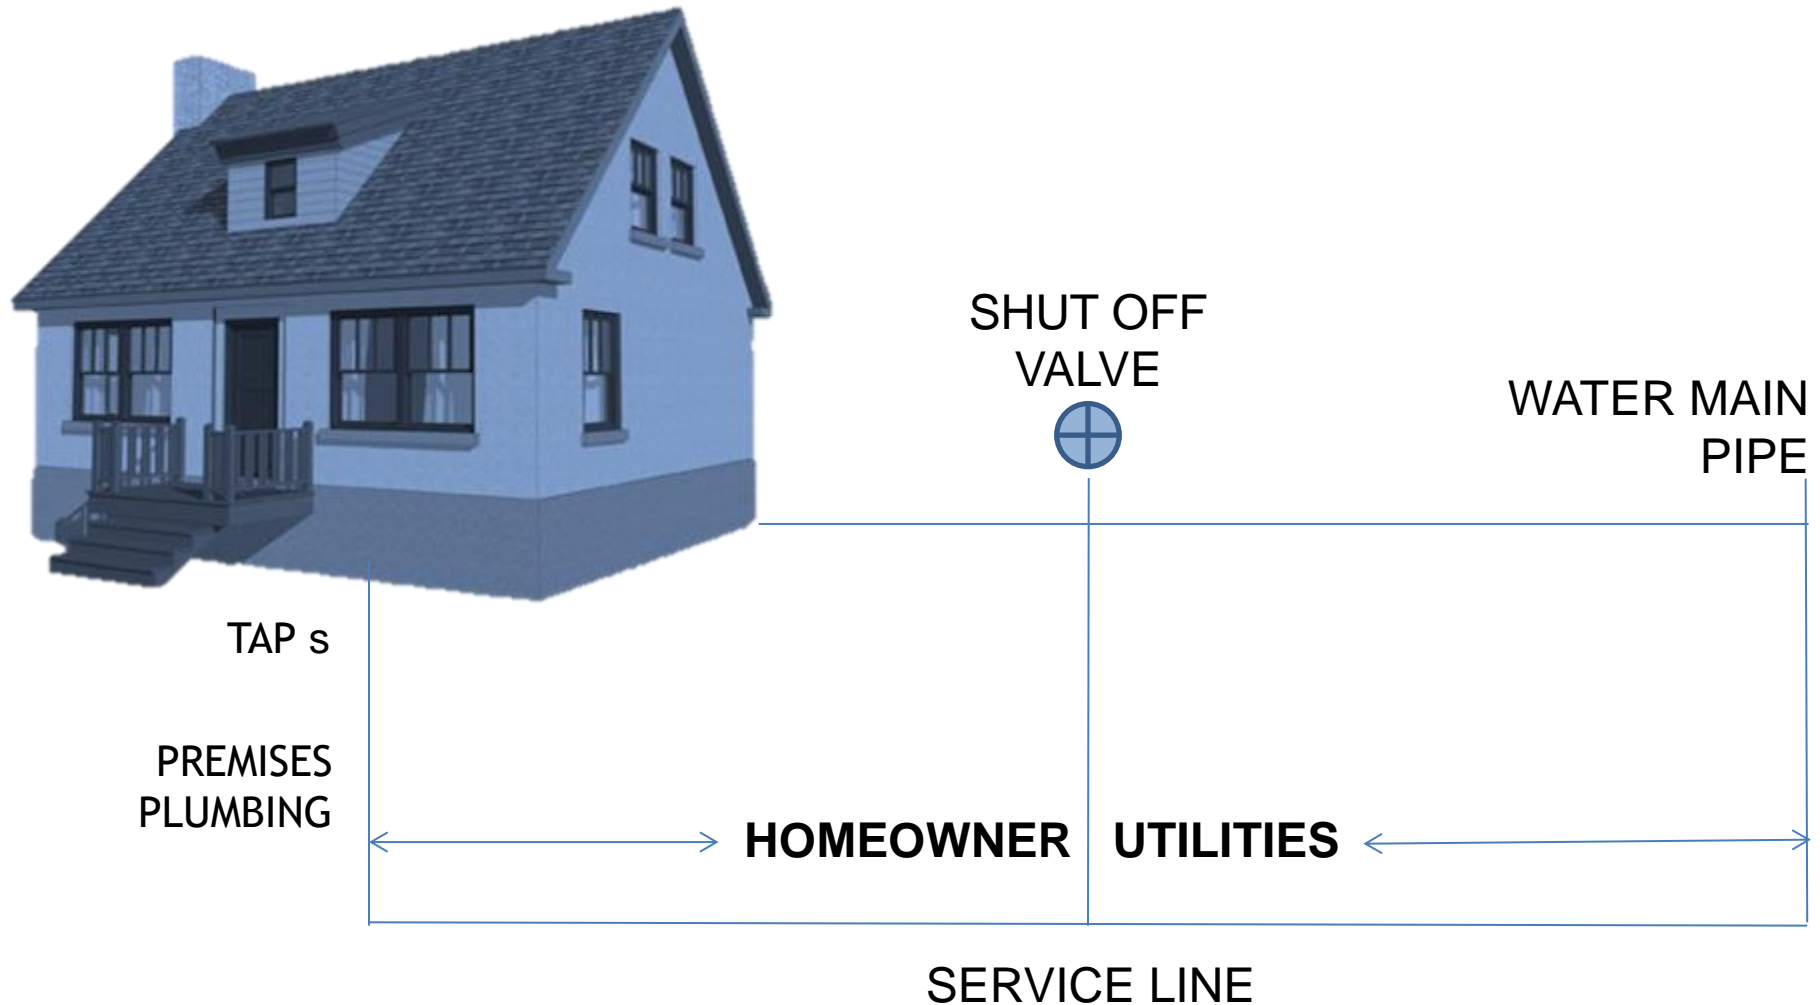 SHUT OFF
VALVE
WATER MAIN
PIPE
TAP s
PREMISES
PLUMBING
HOMEOWNER
UTILITIES
SERVICE LINE